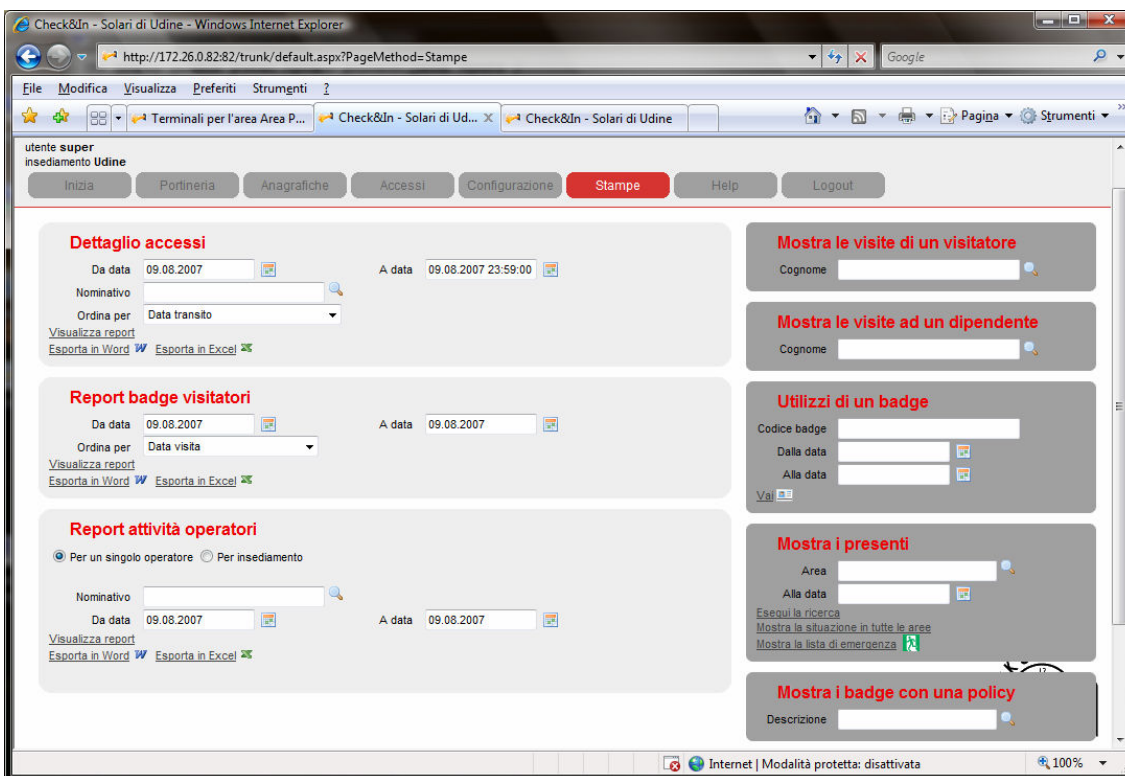 Check&In - Solari di Udine - Windows Internet Explorer
http://172.26.0.82:82/trunk/default.aspx?PageMethod=Stampe
Google
File Modifica Visualizza Preferiti Strumenti ?
Terminali per l'area Area P... Check&In - Solari di Ud... X Check&In - Solari di Udine Pagina Strumenti
utente super
insediamento Udine
Inizia Portineria Anagrafiche Accessi Configurazione Stampe Help Logout
Dettaglio accessi
Da data 09.08.2007 A data 09.08.2007 23:59:00
Nominativo
Ordina per Data transito
Visualizza report
Esporta in Word Esporta in Excel
Report badge visitatori
Da data 09.08.2007 A data 09.08.2007
Ordina per Data visita
Visualizza report
Esporta in Word Esporta in Excel
Report attività operatori
Per un singolo operatore Per insediamento
Nominativo
Da data 09.08.2007 A data 09.08.2007
Visualizza report
Esporta in Word Esporta in Excel
Mostra le visite di un visitatore
Cognome
Mostra le visite ad un dipendente
Cognome
Utilizzi di un badge
Codice badge
Dalla data
Alla data
Vai
Mostra i presenti
Area
Alla data
Esegui la ricerca
Mostra la situazione in tutte le aree
Mostra la lista di emergenza
12
Mostra i badge con una policy
Descrizione
Internet | Modalità protetta: disattivata 100%